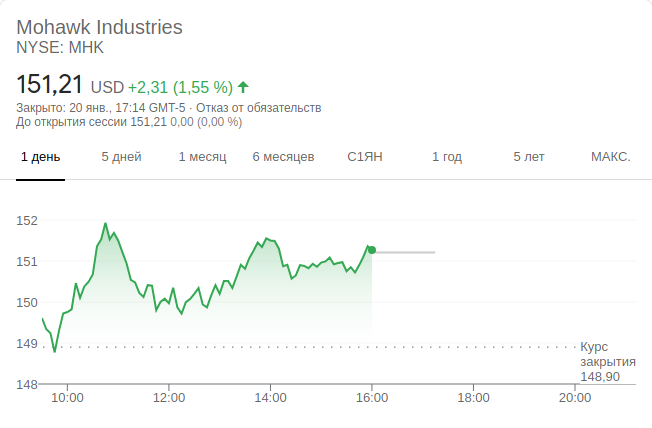 Mohawk Industries
NYSE: MHK
151,21 USD +2,31 (1,55 %)
Закрыто: 20 янв., 17:14 GMT-5 · Отказ от обязательств
До открытия сессии 151,21 0,00 (0,00 %)
1 день 5 дней 1 месяц 6 месяцев С1ЯН 1 год 5 лет МАКС.
152
151
150
149
148
Курс
закрытия
148,90
10:00 12:00 14:00 16:00 18:00 20:00